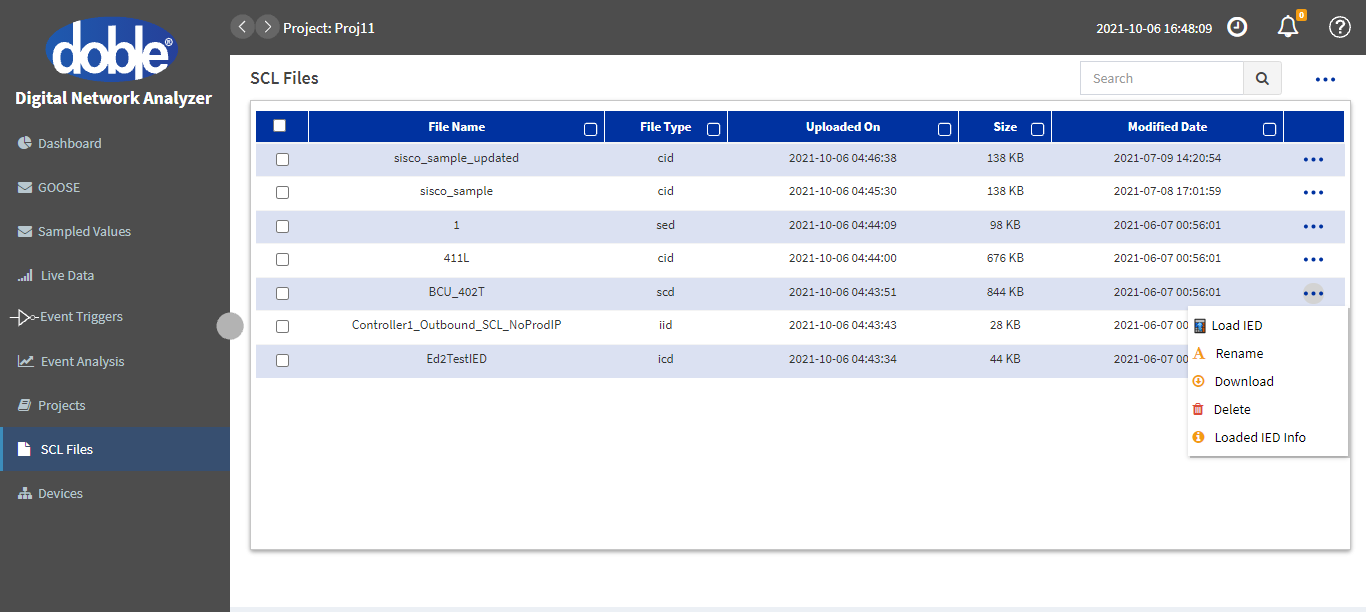 doble®
Digital Network Analyzer
Dashboard
GOOSE
Sampled Values
Live Data
Event Triggers
Event Analysis
Projects
SCL Files
Devices
Project: Proj11
2021-10-06 16:48:09
0
SCL Files
Search
File Name File Type Uploaded On Size Modified Date
sisco_sample_updated cid 2021-10-06 04:46:38 138 KB 2021-07-09 14:20:54
sisco_sample cid 2021-10-06 04:45:30 138 KB 2021-07-08 17:01:59
1 sed 2021-10-06 04:44:09 98 KB 2021-06-07 00:56:01
411L cid 2021-10-06 04:44:00 676 KB 2021-06-07 00:56:01
BCU_402T scd 2021-10-06 04:43:51 844 KB 2021-06-07 00:56:01
Controller1_Outbound_SCL_NoProdIP iid 2021-10-06 04:43:43 28 KB 2021-06-07 00
Ed2TestIED icd 2021-10-06 04:43:34 44 KB 2021-06-07 00
Load IED
Rename
Download
Delete
Loaded IED Info